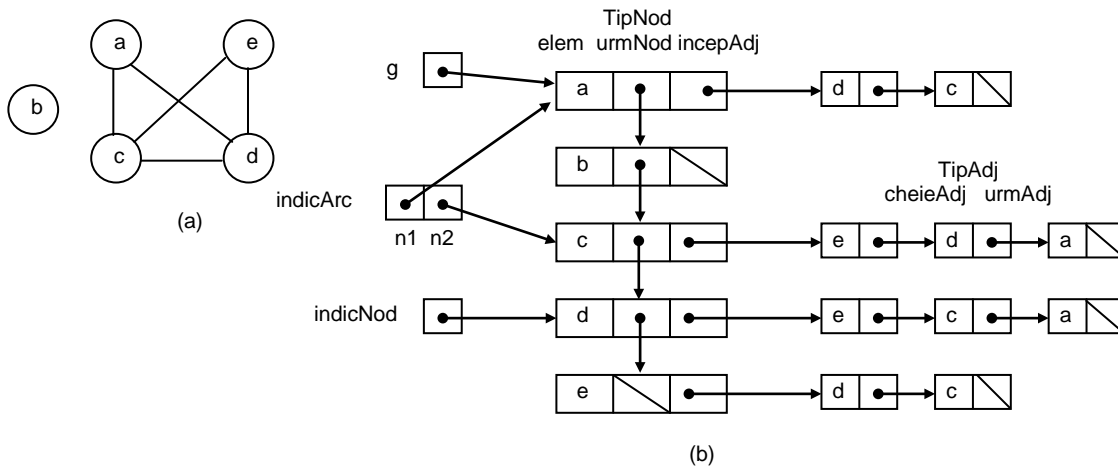 a e
b
c d
(a)
TipNod
elem urmNod incepAdj
g
a d c
b
TipAdj
cheieAdj urmAdj
indicArc
n1 n2
c e d a
indicNod
d e c a
e d c
(b)